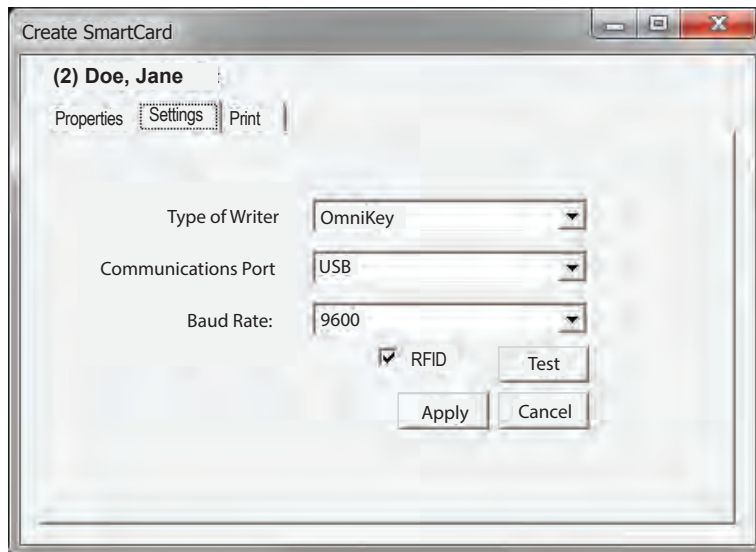 Create SmartCard
(2) Doe, Jane
Properties Settings Print
Type of Writer OmniKey
Communications Port USB
Baud Rate: 9600
RFID Test
Apply Cancel